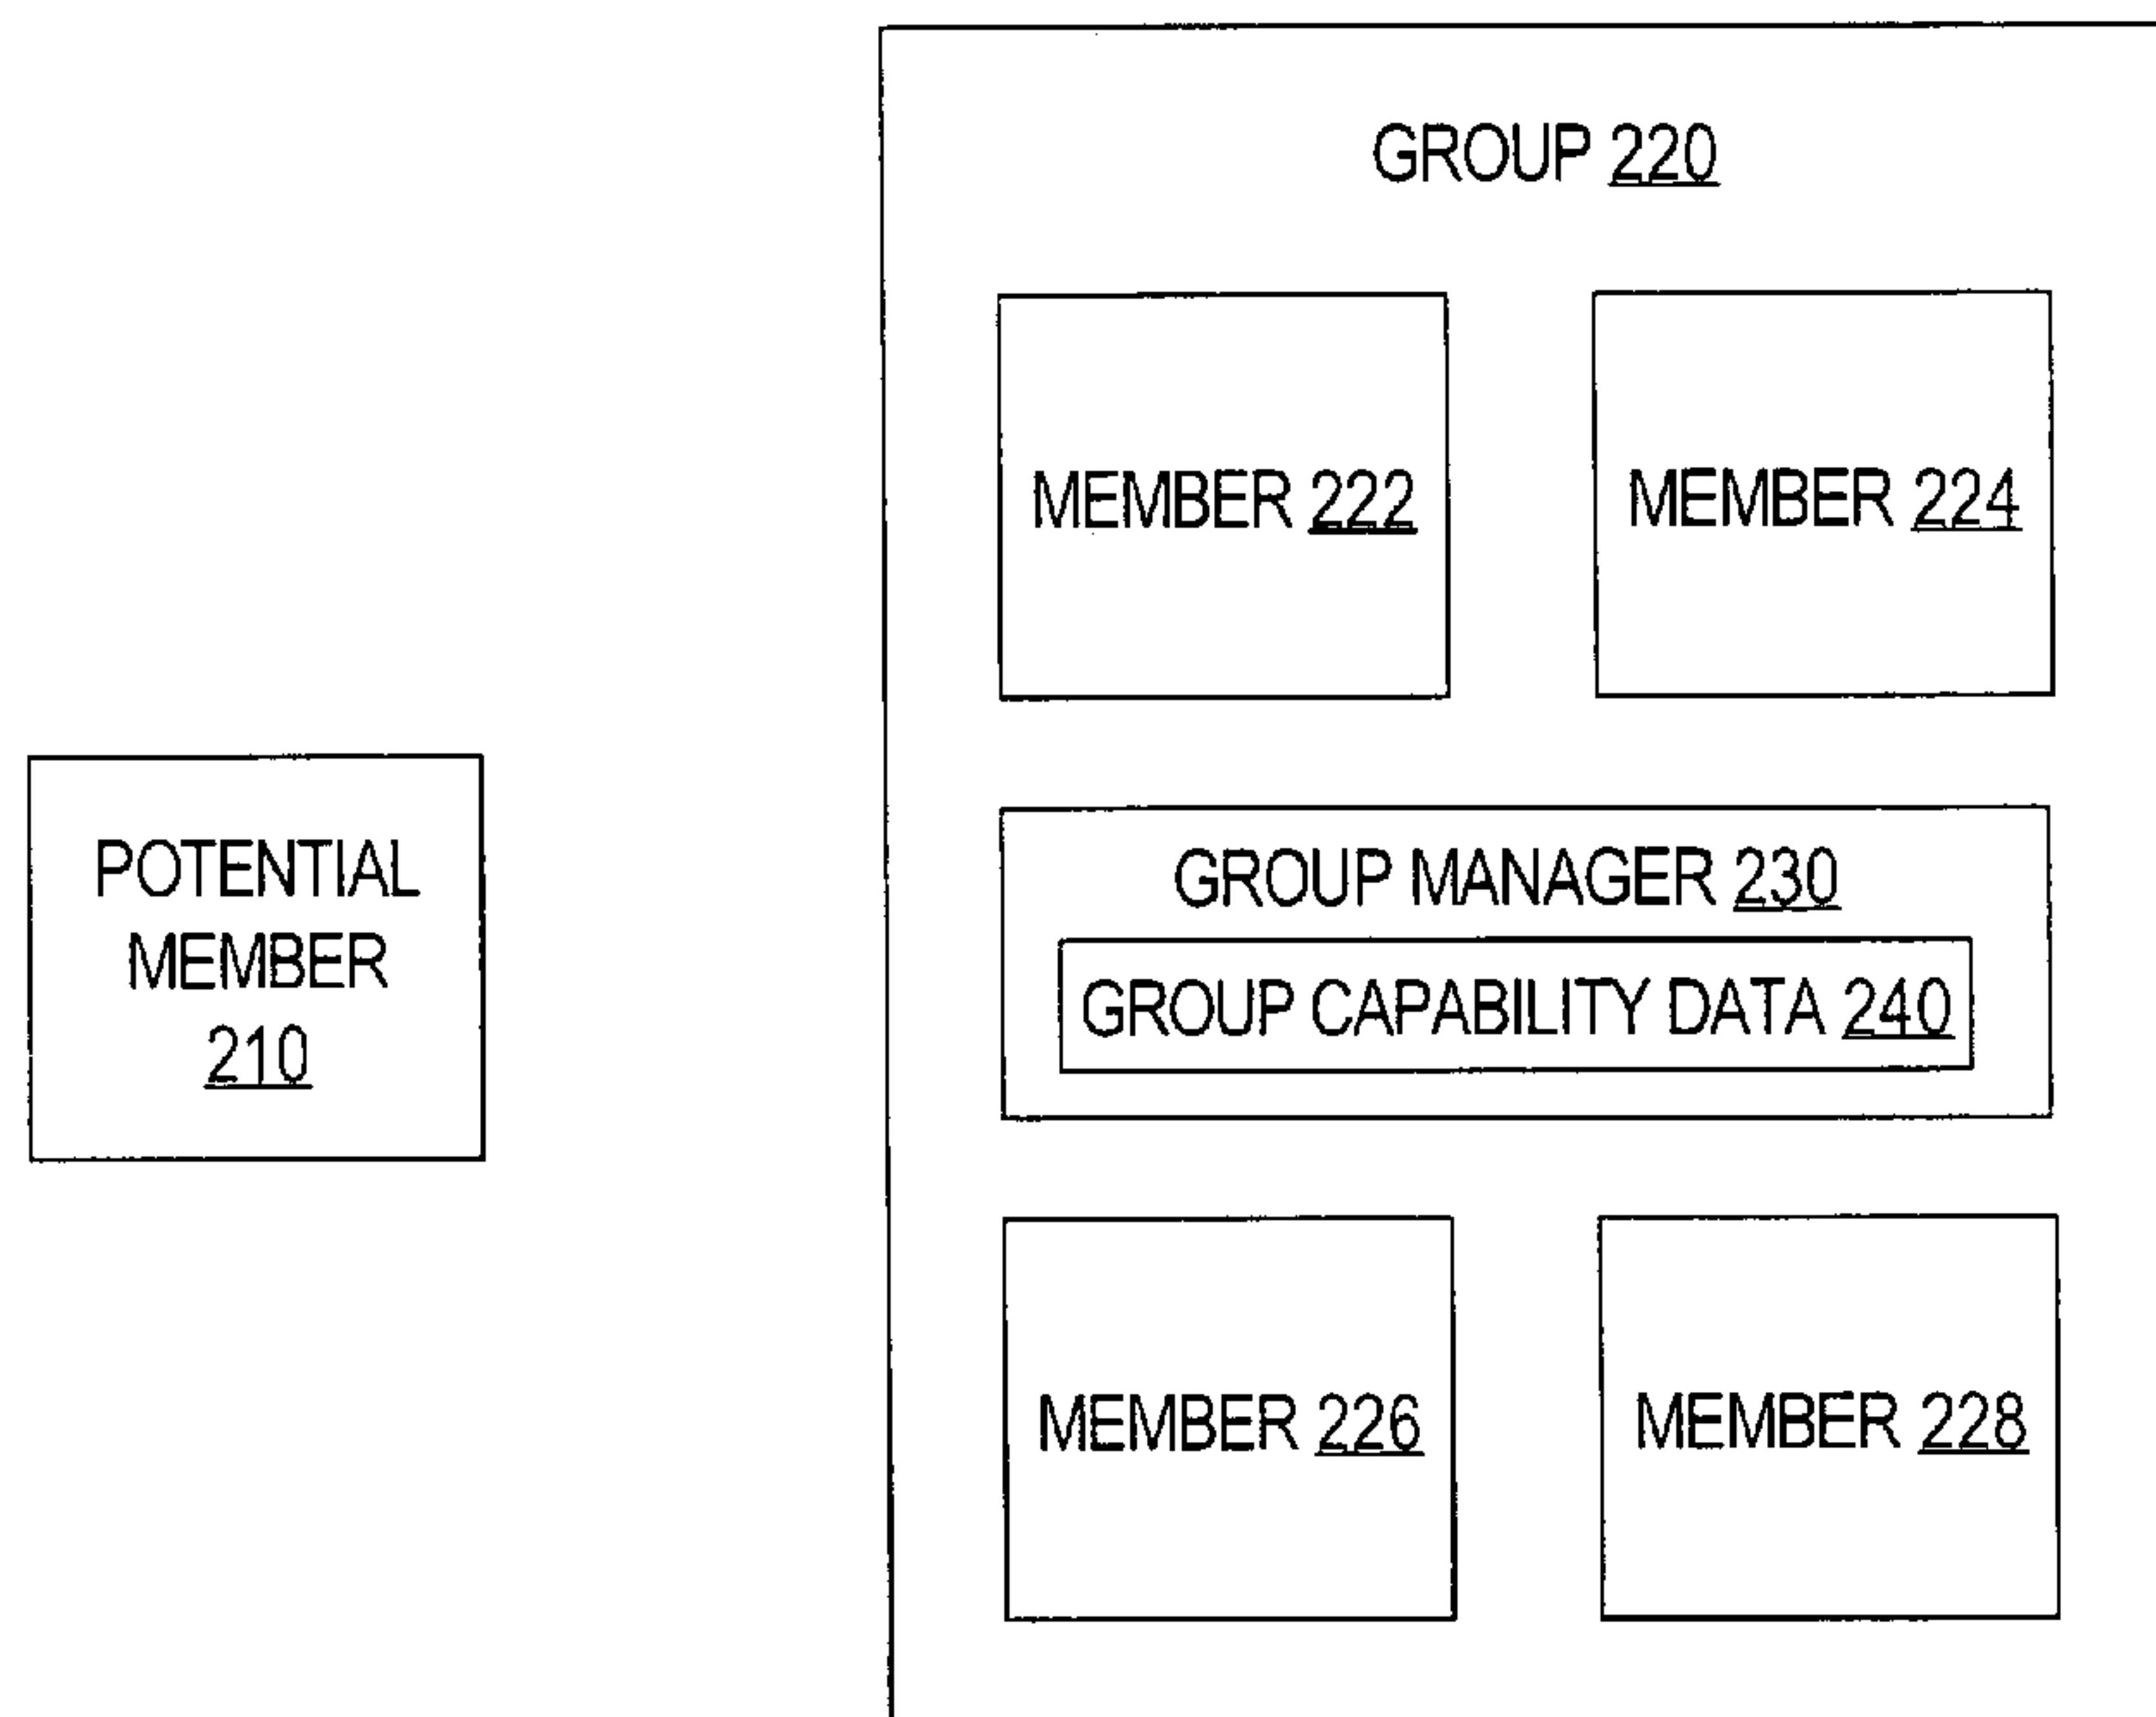 GROUP 220
MEMBER 222
MEMBER 224
POTENTIAL
MEMBER
210
GROUP MANAGER 230
GROUP CAPABILITY DATA 240
MEMBER 226
MEMBER 228